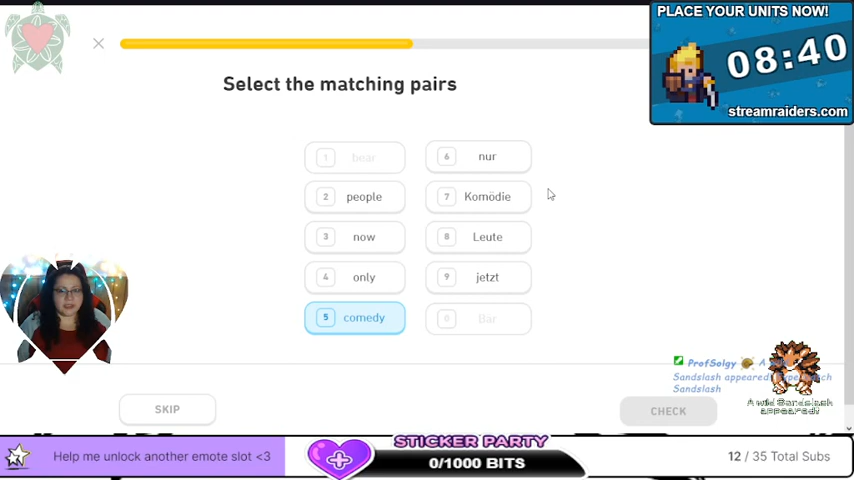 PLACE YOUR UNITS NOW!
08:40
streamraiders.com
Select the matching pairs
1 bear
6 nur
2 people
7 Komödie
3 now
8 Leute
4 only
9 jetzt
5 comedy
0 Bar
ProfSolgy
Sandslash appeared!
Sandslash
A wild Sandslash
appeared!
SKIP
CHECK
Help me unlock another emote slot <3
STICKER PARTY
0/1000 BITS
12 / 35 Total Subs